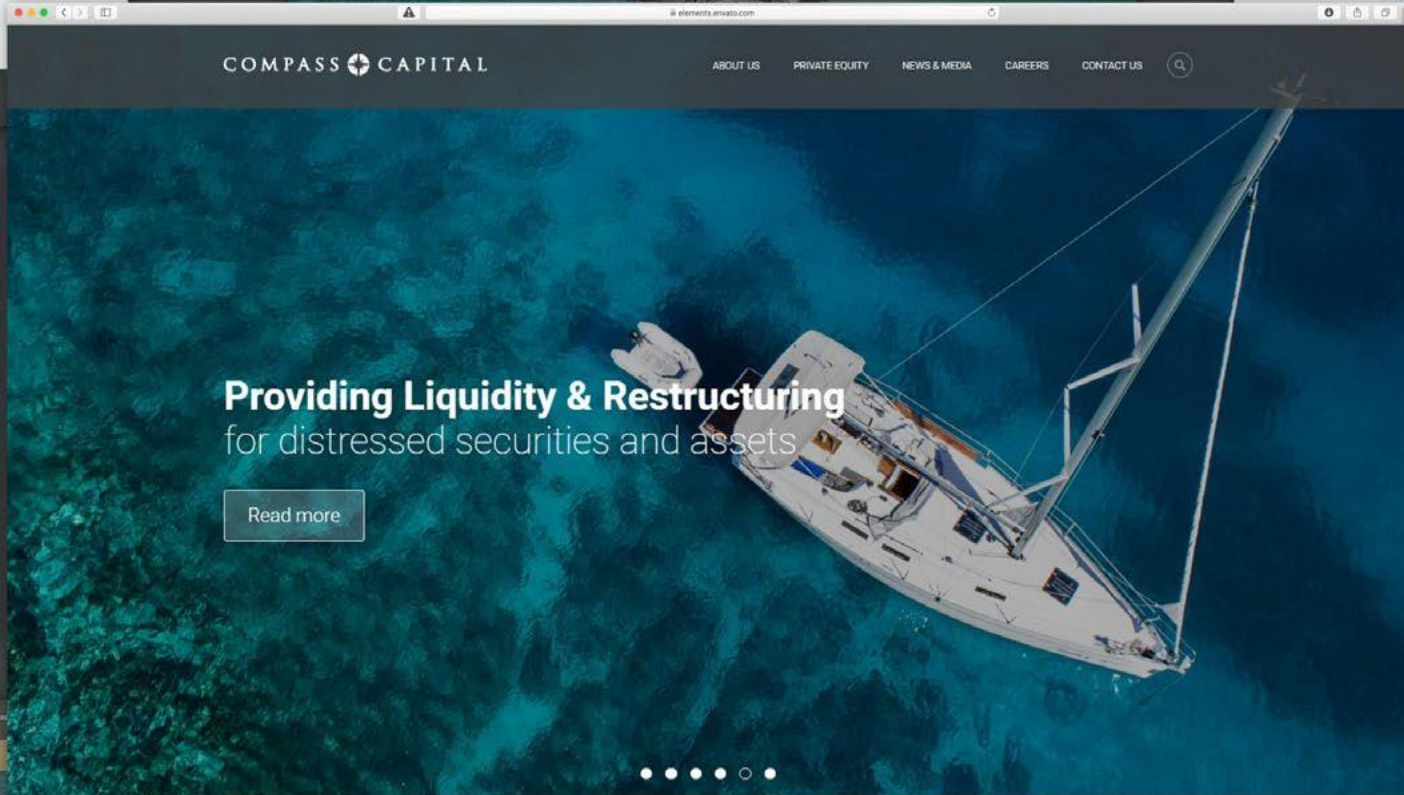 elements.envato.com
COMPASS CAPITAL
ABOUT US
PRIVATE EQUITY
NEWS & MEDIA
CAREERS
CONTACT US
Providing Liquidity & Restructuring
for distressed securities and assets
Read more